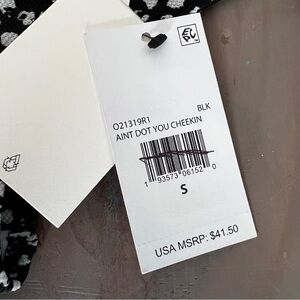 O21319R1
BLK
AINT DOT YOU CHEEKIN
1 93573 06152 0
S
USA MSRP: $41.50